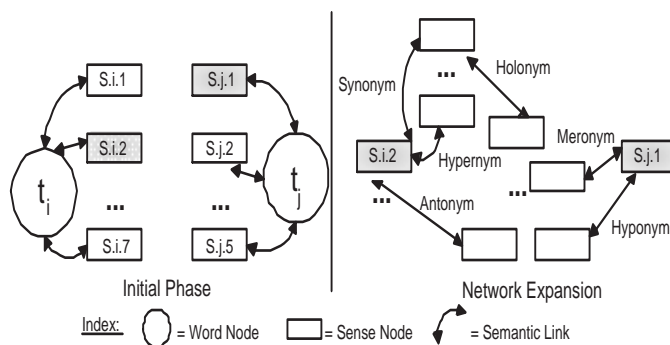 S.i.1
S.j.1
S.i.2
S.j.2
t i
t j
...
...
S.i.7
S.j.5
Initial Phase
Synonym
...
Holonym
S.i.2
Hypernym
Meronym
S.j.1
...
Antonym
...
Hyponym
Network Expansion
Index:
= Word Node
= Sense Node
= Semantic Link